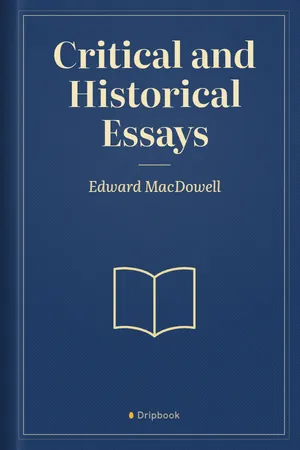 Critical and
Historical
Essays
Edward MacDowell
Dripbook